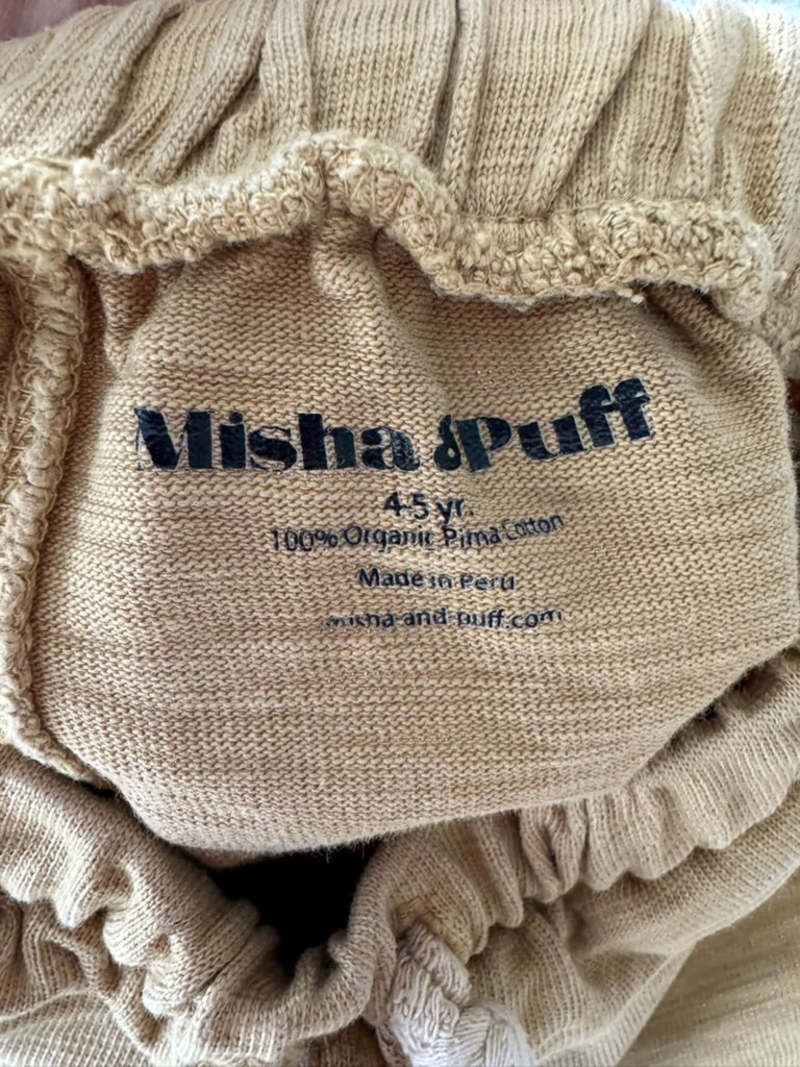 Misha & Puff
4-5 yr.
100% Organic Pima Cotton
Made in Peru
misha-and-puff.com